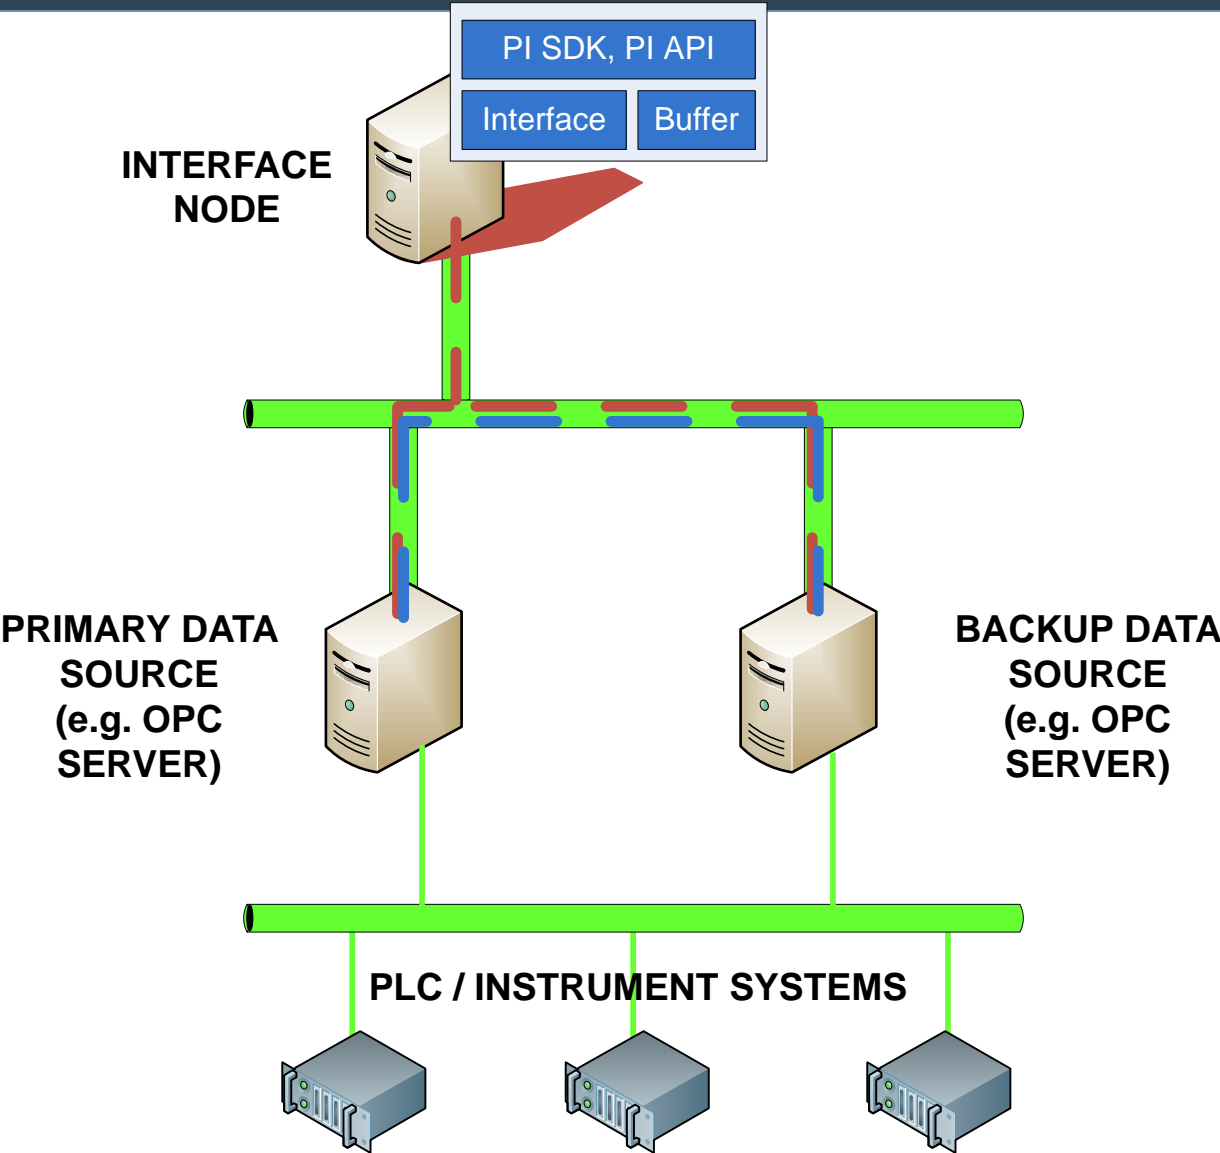 PI SDK, PI API
Interface
Buffer
INTERFACE
NODE
PRIMARY DATA
SOURCE
(e.g. OPC
SERVER)
BACKUP DATA
SOURCE
(e.g. OPC
SERVER)
PLC / INSTRUMENT SYSTEMS